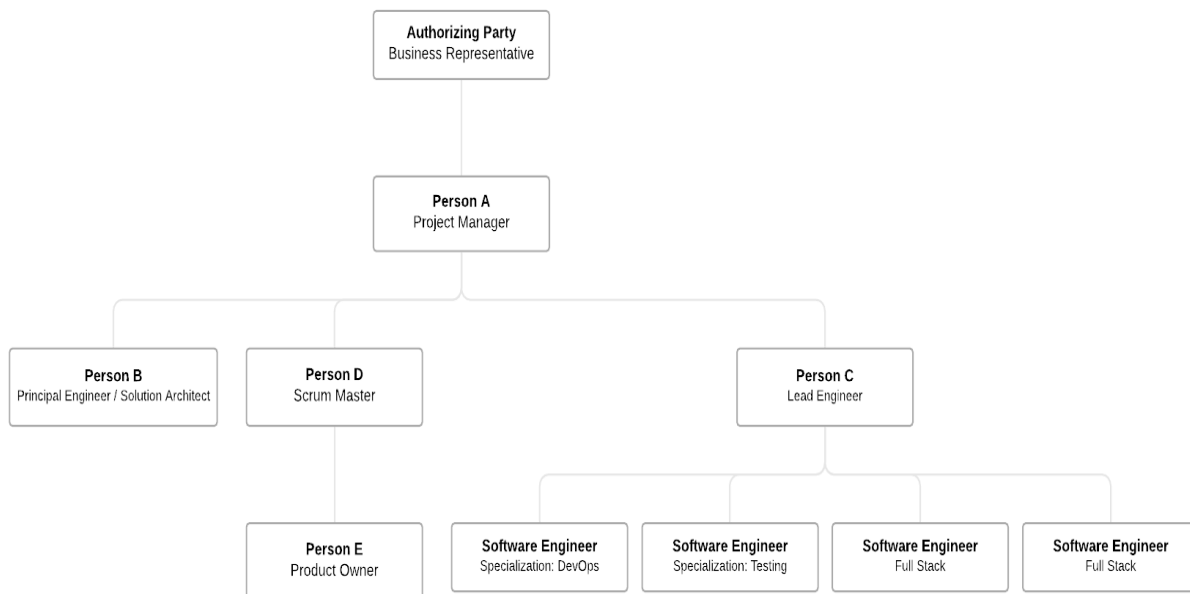 Authorizing Party
Business Representative
Person A
Project Manager
Person B
Principal Engineer / Solution Architect
Person D
Scrum Master
Person C
Lead Engineer
Person E
Product Owner
Software Engineer
Specialization: DevOps
Software Engineer
Specialization: Testing
Software Engineer
Full Stack
Software Engineer
Full Stack